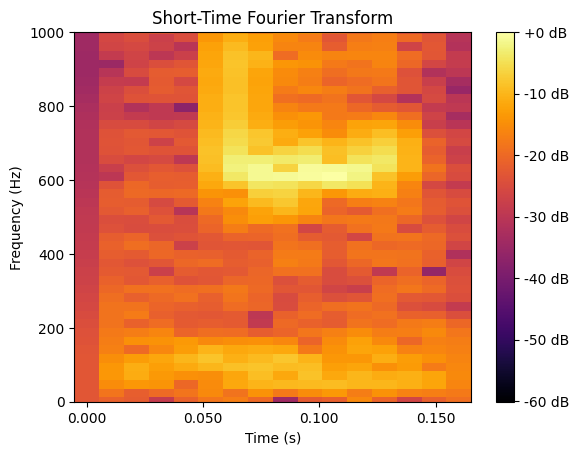 Short-Time Fourier Transform
1000
800
600
400
200
0
Frequency (Hz)
0.000
0.050
0.100
0.150
Time (s)
+0 dB
-10 dB
-20 dB
-30 dB
-40 dB
-50 dB
-60 dB